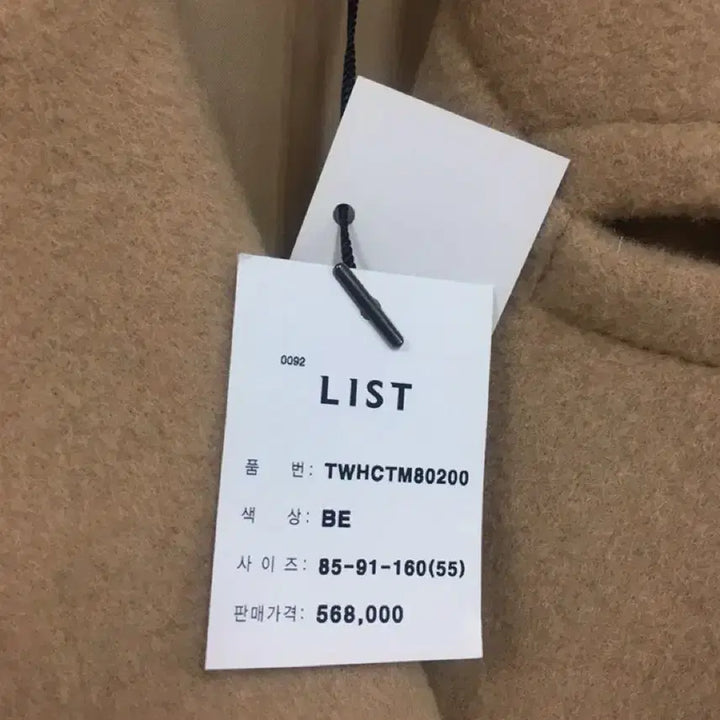 0092
LIST
품 번: TWHCTM80200
색 상: BE
사 이 즈: 85-91-160(55)
판매가격: 568,000